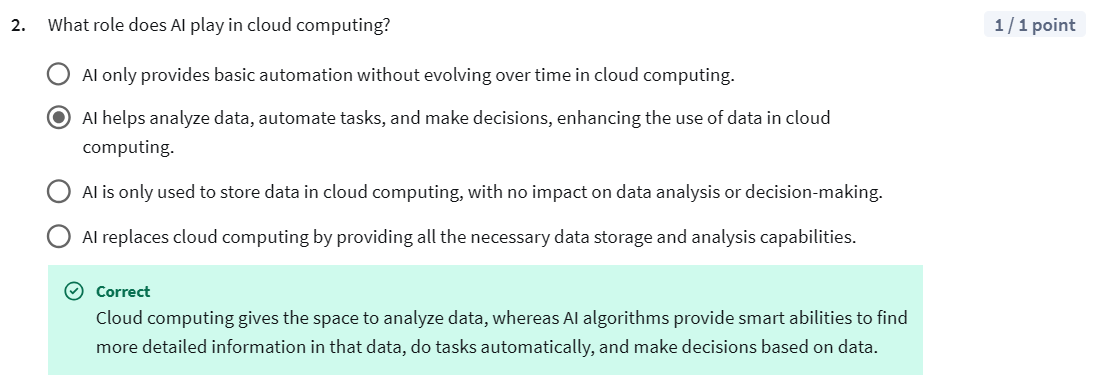 2. What role does AI play in cloud computing? 1 / 1 point
AI only provides basic automation without evolving over time in cloud computing.
AI helps analyze data, automate tasks, and make decisions, enhancing the use of data in cloud
computing.
AI is only used to store data in cloud computing, with no impact on data analysis or decision-making.
AI replaces cloud computing by providing all the necessary data storage and analysis capabilities.
Correct
Cloud computing gives the space to analyze data, whereas AI algorithms provide smart abilities to find
more detailed information in that data, do tasks automatically, and make decisions based on data.